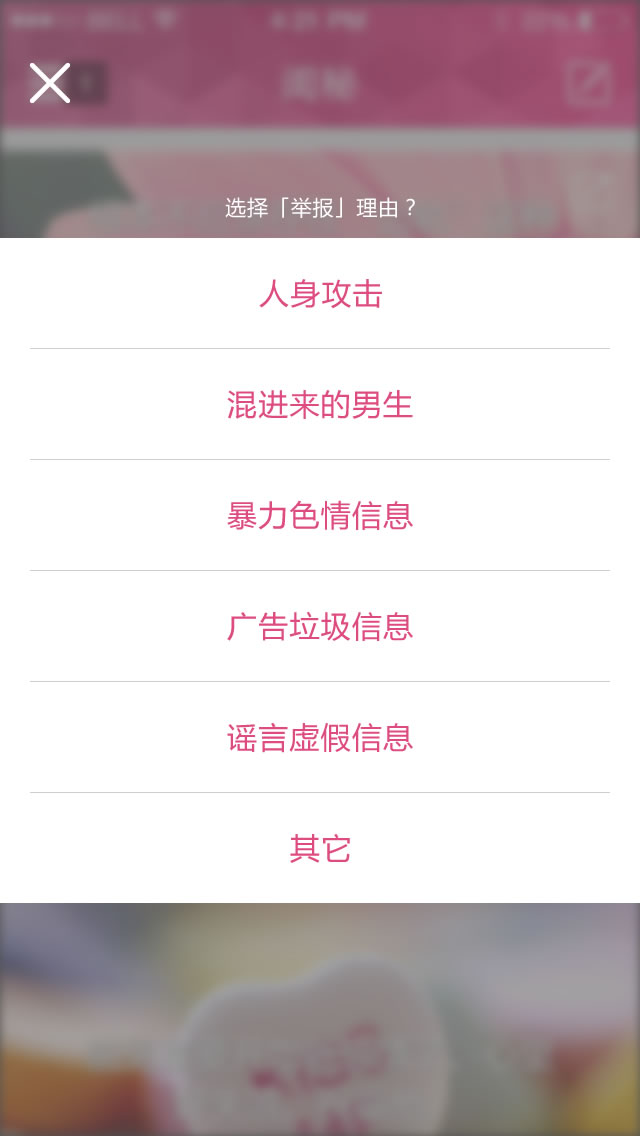 选择「举报」理由？
人身攻击
混进来的男生
暴力色情信息
广告垃圾信息
谣言虚假信息
其它